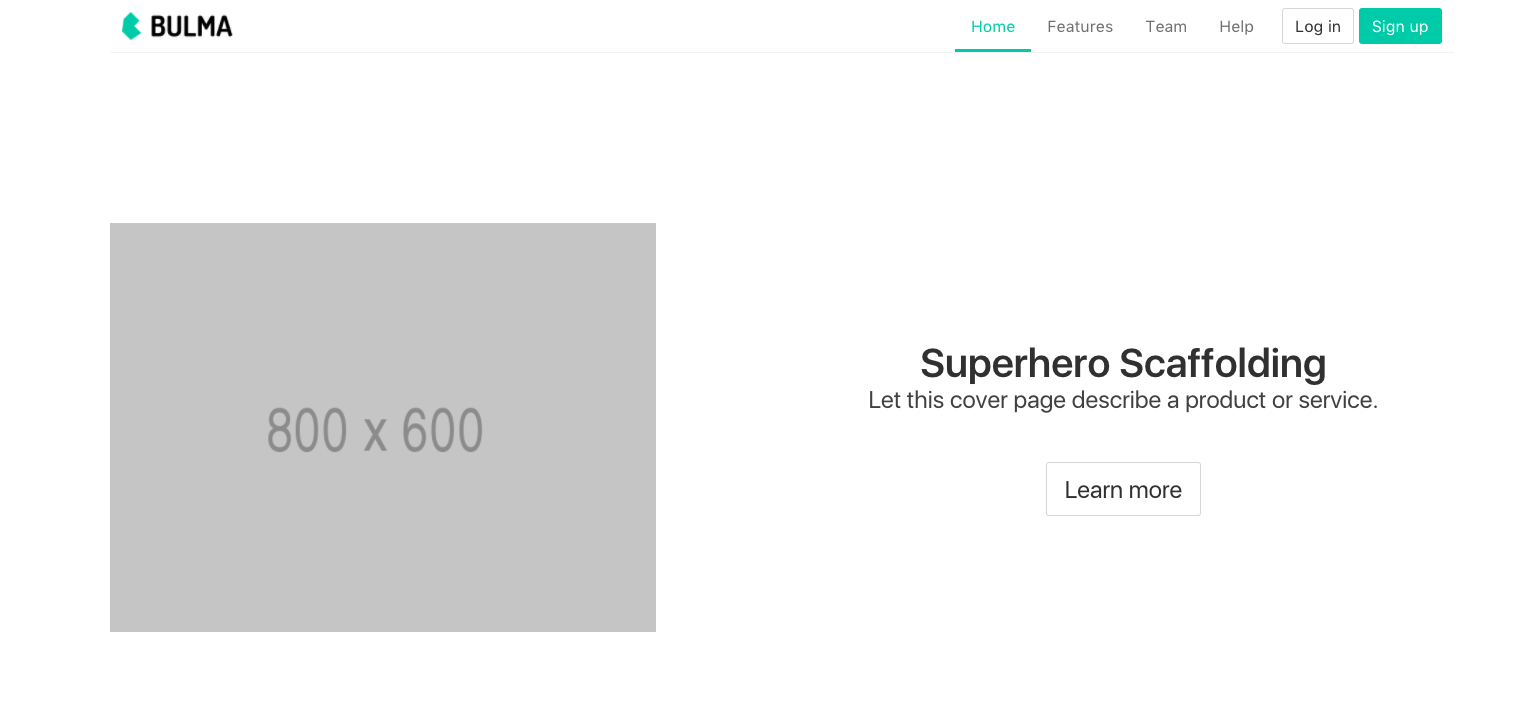 BULMA
Home Features Team Help Log in Sign up
800 x 600
Superhero Scaffolding
Let this cover page describe a product or service.
Learn more